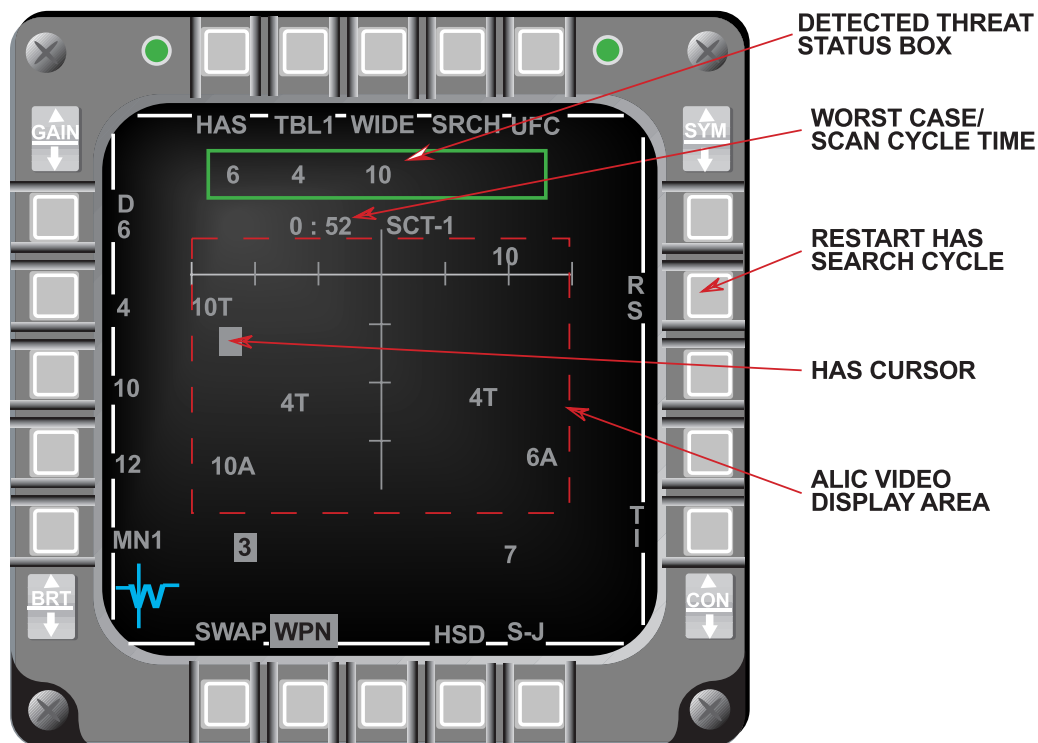 DETECTED THREAT
STATUS BOX
WORST CASE/
SCAN CYCLE TIME
RESTART HAS
SEARCH CYCLE
HAS CURSOR
ALIC VIDEO
DISPLAY AREA
GAIN
SYM
HAS TBL1 WIDE SRCH UFC
6 4 10
0 : 52 SCT-1
D
6
10
R
S
4
10T
10
4T
4T
12
10A
6A
T
I
MN1
3
7
BRT
CON
SWAP WPN HSD S-J